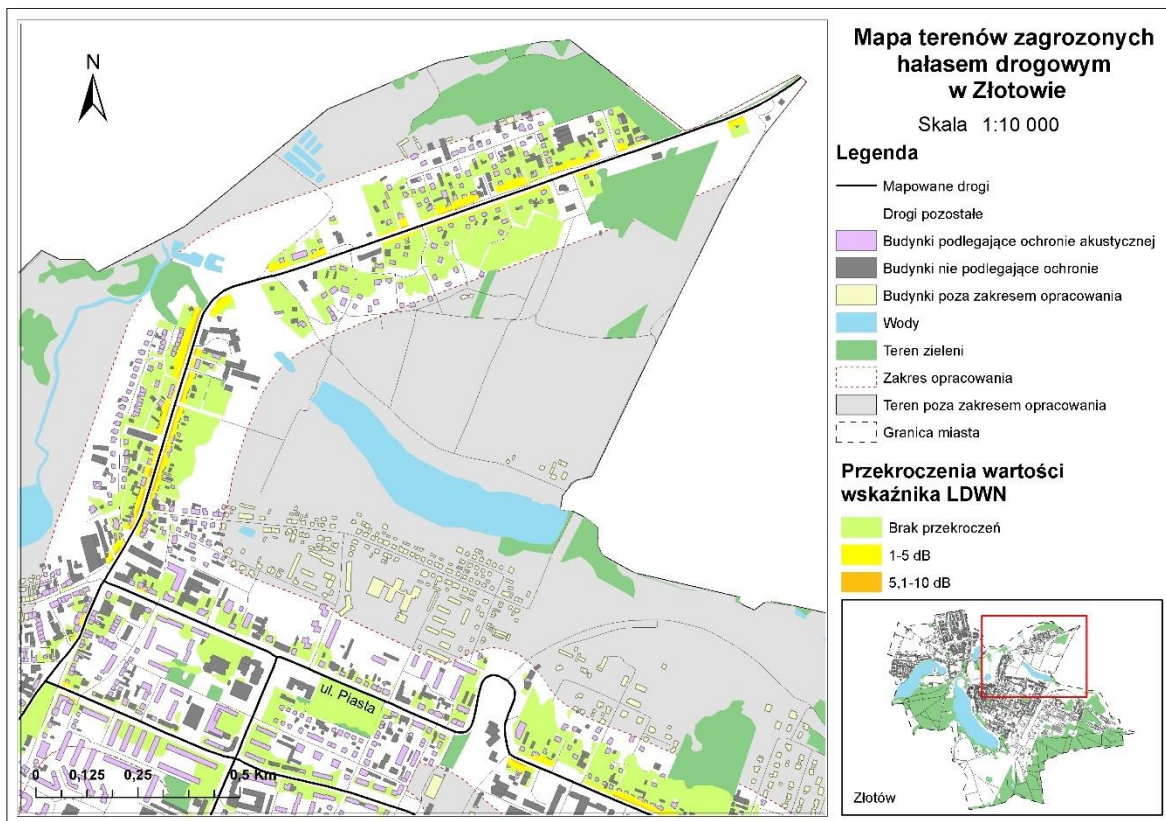 Mapa terenów zagrozonych
hałasem drogowym
w Złotowie
Skala 1:10 000
Legenda
Mapowane drogi
Drogi pozostałe
Budynki podlegające ochronie akustycznej
Budynki nie podlegające ochronie
Budynki poza zakresem opracowania
Wody
Teren zieleni
Zakres opracowania
Teren poza zakresem opracowania
Granica miasta
Przekroczenia wartości
wskaźnika LDWN
Brak przekroczeń
1-5 dB
5,1-10 dB
Złotów
N
ul. Piasta
0 0,125 0,25 0,5 Km